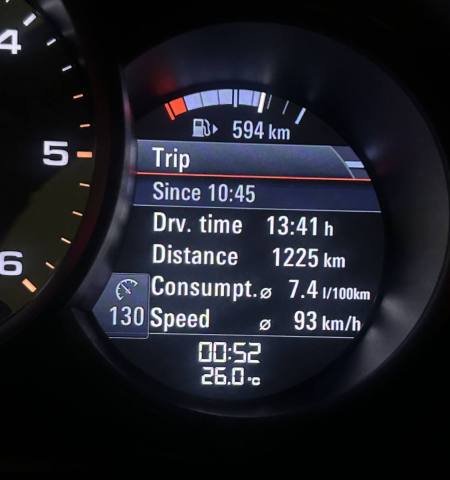 4
5
6
594 km
Trip
Since 10:45
Drv. time 13:41 h
Distance 1225 km
Consumpt. ø 7.4 l/100km
130
Speed ø 93 km/h
00:52
26.0 °C